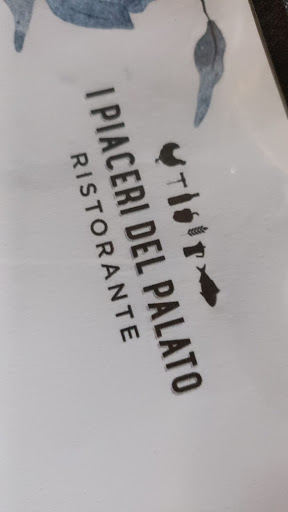 I PIACERI DEL PALATO
RISTORANTE